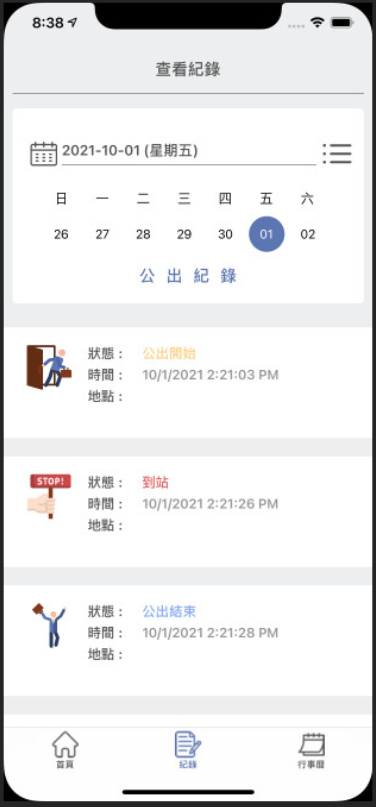 8:38
查看紀錄
2021-10-01 (星期五)
日 一 二 三 四 五 六
26 27 28 29 30 01 02
公出紀錄
狀態： 公出開始
時間： 10/1/2021 2:21:03 PM
地點：
STOP!
狀態： 到站
時間： 10/1/2021 2:21:26 PM
地點：
狀態： 公出結束
時間： 10/1/2021 2:21:28 PM
地點：
首頁 紀錄 行事曆